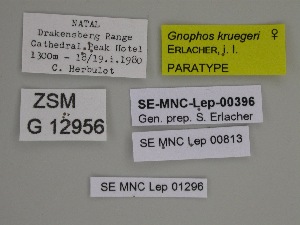 NATAL
Drakensberg Range
Cathedral Peak Hotel
1300m - 18/19.i.1980
C. Herbulot
Gnophos kruegeri ♀
ERLACHER, j. l.
PARATYPE
ZSM
G 12956
SE-MNC-Lep-00396
Gen. prep. S. Erlacher
SE MNC Lep 00813
SE MNC Lep 01296